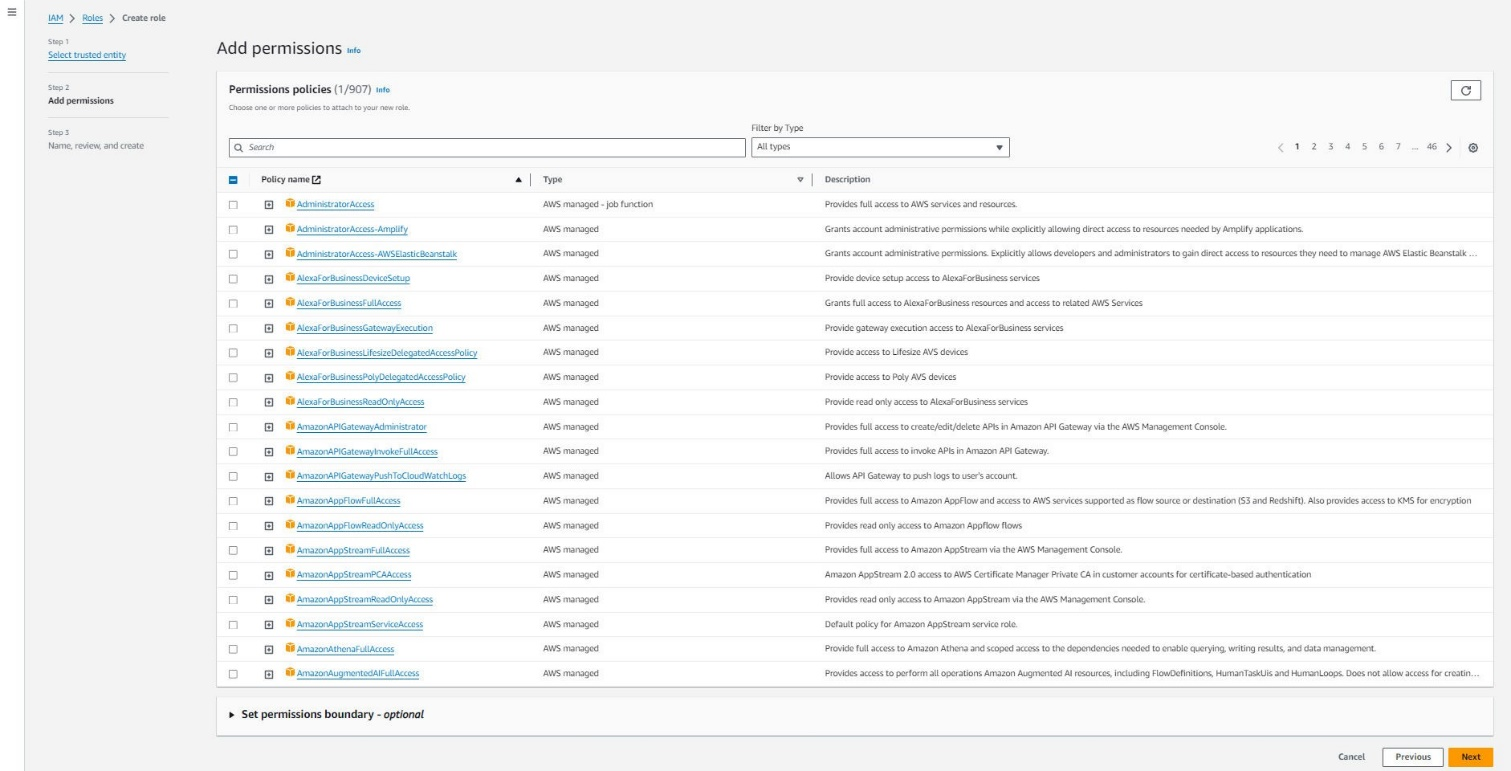 IAM > Roles > Create role
Step 1
Select trusted entity
Step 2
Add permissions
Step 3
Name, review, and create
Add permissions Info
Permissions policies (1/907) Info
Choose one or more policies to attach to your new role.
Filter by Type
Search
All types
1 2 3 4 5 6 7 ... 46
Policy name Type Description
AdministratorAccess AWS managed - job function Provides full access to AWS services and resources.
AdministratorAccess-Amplify AWS managed Grants account administrative permissions while explicitly allowing direct access to resources needed by Amplify applications.
AdministratorAccess-AWSElasticBeanstalk AWS managed Grants account administrative permissions. Explicitly allows developers and administrators to gain direct access to resources they need to manage AWS Elastic Beanstalk ...
AlexaForBusinessDeviceSetup AWS managed Provide device setup access to AlexaForBusiness services
AlexaForBusinessFullAccess AWS managed Grants full access to AlexaForBusiness resources and access to related AWS Services
AlexaForBusinessGatewayExecution AWS managed Provide gateway execution access to AlexaForBusiness services
AlexaForBusinessLifesizeDelegatedAccessPolicy AWS managed Provide access to Lifesize AVS devices
AlexaForBusinessPolyDelegatedAccessPolicy AWS managed Provide access to Poly AVS devices
AlexaForBusinessReadOnlyAccess AWS managed Provide read only access to AlexaForBusiness services
AmazonAPIGatewayAdministrator AWS managed Provides full access to create/edit/delete APIs in Amazon API Gateway via the AWS Management Console.
AmazonAPIGatewayInvokeFullAccess AWS managed Provides full access to invoke APIs in Amazon API Gateway.
AmazonAPIGatewayPushToCloudWatchLogs AWS managed Allows API Gateway to push logs to user's account.
AmazonAppFlowFullAccess AWS managed Provides full access to Amazon AppFlow and access to AWS services supported as flow source or destination (S3 and Redshift). Also provides access to KMS for encryption
AmazonAppFlowReadOnlyAccess AWS managed Provides read only access to Amazon Appflow flows
AmazonAppStreamFullAccess AWS managed Provides full access to Amazon AppStream via the AWS Management Console.
AmazonAppStreamPCAAccess AWS managed Amazon AppStream 2.0 access to AWS Certificate Manager Private CA in customer accounts for certificate-based authentication
AmazonAppStreamReadOnlyAccess AWS managed Provides read only access to Amazon AppStream via the AWS Management Console.
AmazonAppStreamServiceAccess AWS managed Default policy for Amazon AppStream service role.
AmazonAthenaFullAccess AWS managed Provide full access to Amazon Athena and scoped access to the dependencies needed to enable querying, writing results, and data management.
AmazonAugmentedAIFullAccess AWS managed Provides access to perform all operations Amazon Augmented AI resources, including FlowDefinitions, HumanTaskUis and HumanLoops. Does not allow access for creatin...
Set permissions boundary - optional
Cancel Previous Next